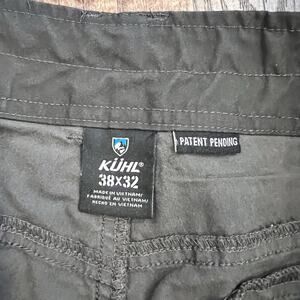 KÜHL®
38X32
MADE IN VIETNAM/
FABRIQUÉ AU VIETNAM/
HECHO EN VIETNAM
PATENT PENDING